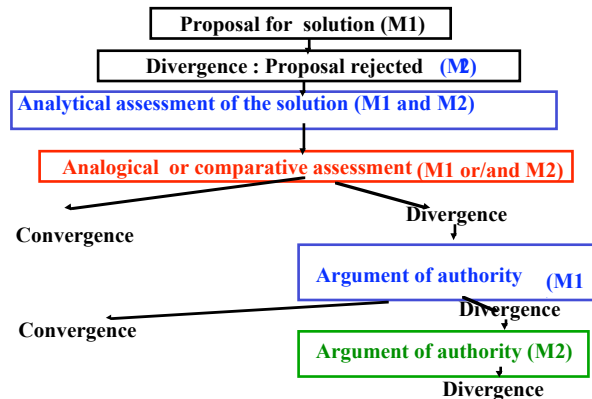 Proposal for solution (M1)
Divergence : Proposal rejected (M2)
Analytical assessment of the solution (M1 and M2)
Analogical or comparative assessment (M1 or/and M2)
Convergence
Divergence
Argument of authority (M1
Convergence
Divergence
Argument of authority (M2)
Divergence